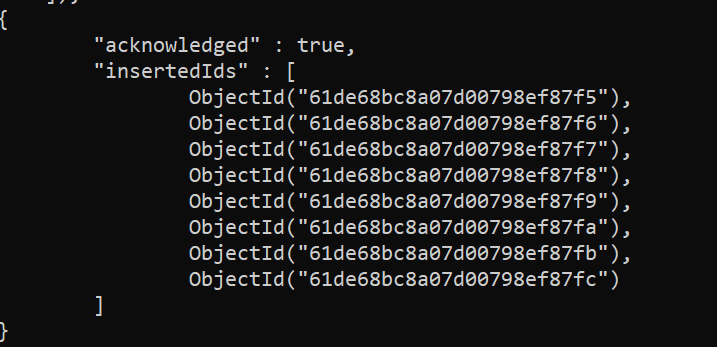 {
"acknowledged" : true,
"insertedIds" : [
ObjectId("61de68bc8a07d00798ef87f5"),
ObjectId("61de68bc8a07d00798ef87f6"),
ObjectId("61de68bc8a07d00798ef87f7"),
ObjectId("61de68bc8a07d00798ef87f8"),
ObjectId("61de68bc8a07d00798ef87f9"),
ObjectId("61de68bc8a07d00798ef87fa"),
ObjectId("61de68bc8a07d00798ef87fb"),
ObjectId("61de68bc8a07d00798ef87fc")
]
}